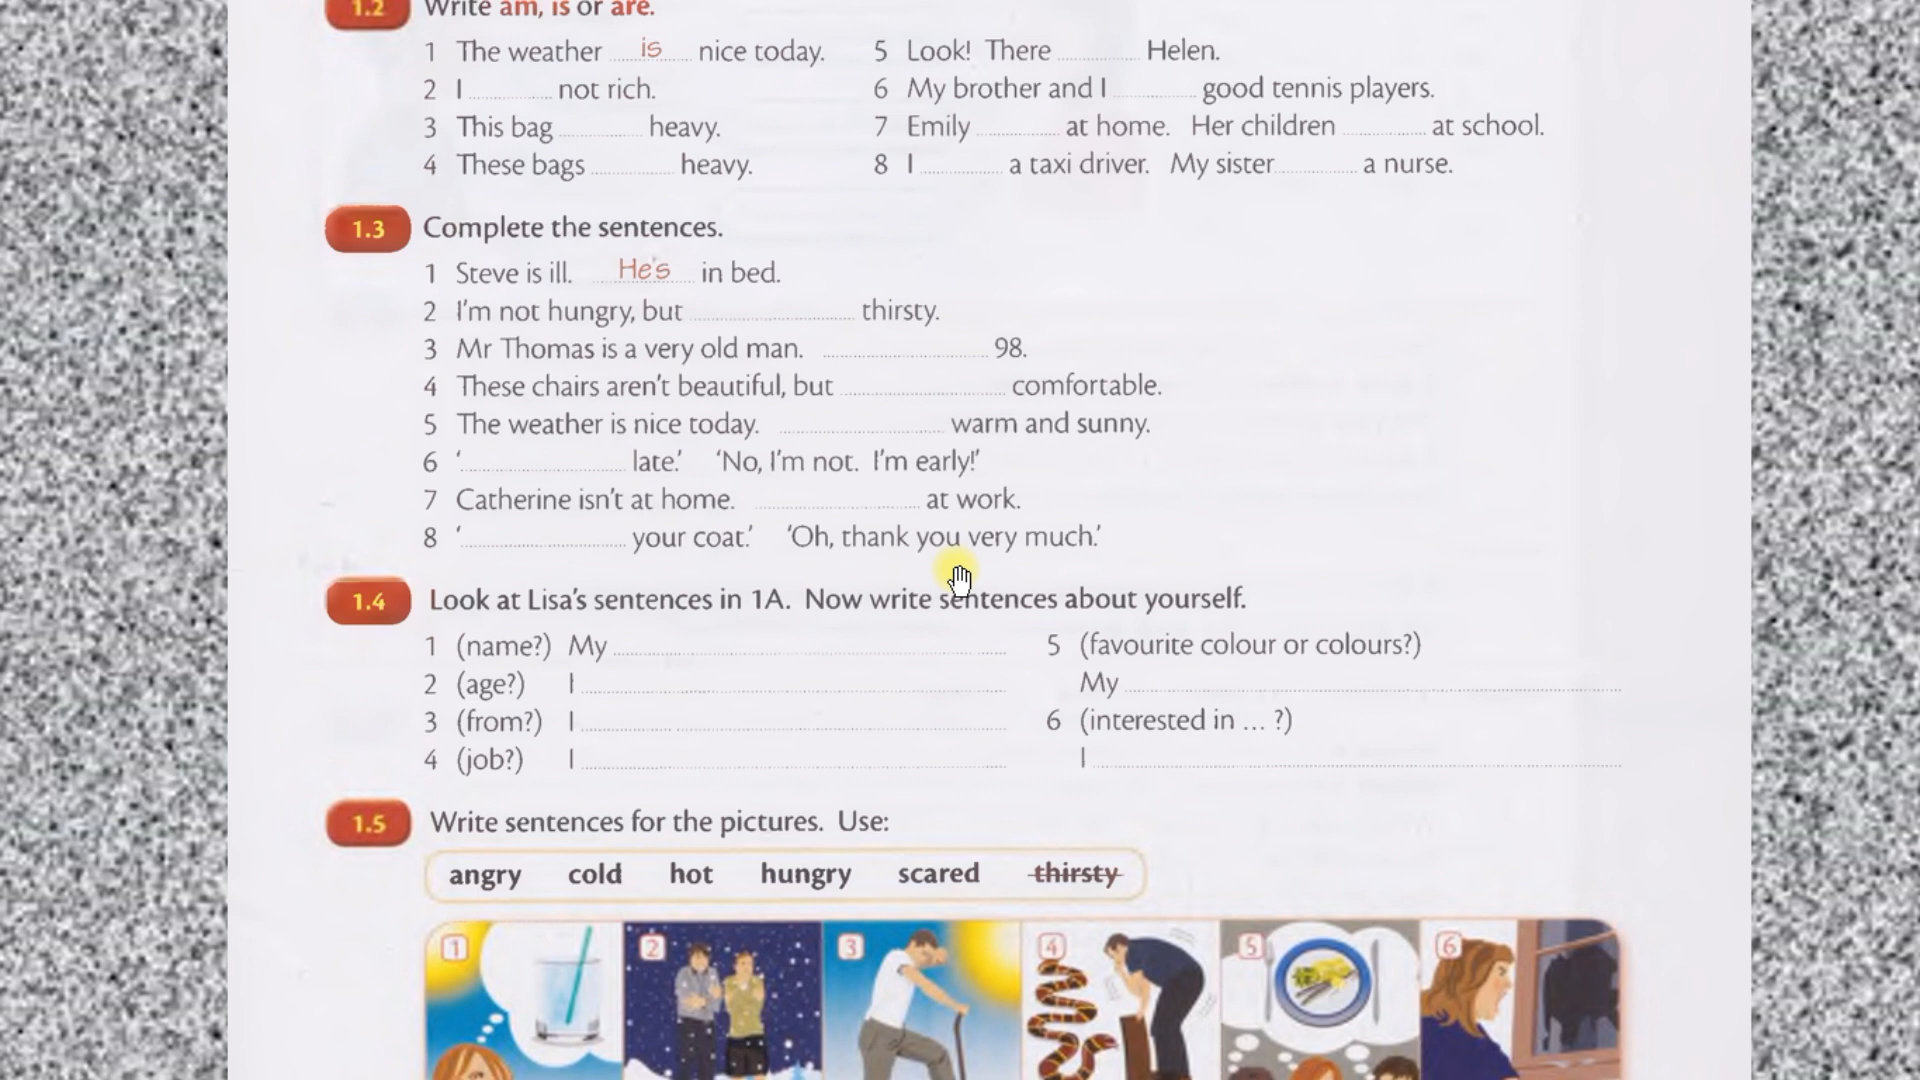 1.2 Write am, is or are.
1 The weather is nice today.
2 I ............ not rich.
3 This bag ............ heavy.
4 These bags ............ heavy.
5 Look! There ............ Helen.
6 My brother and I ............ good tennis players.
7 Emily ............ at home. Her children ............ at school.
8 I ............ a taxi driver. My sister ............ a nurse.
1.3 Complete the sentences.
1 Steve is ill. He's in bed.
2 I'm not hungry, but ............ thirsty.
3 Mr Thomas is a very old man. ............ 98.
4 These chairs aren't beautiful, but ............ comfortable.
5 The weather is nice today. ............ warm and sunny.
6 '............ late.' 'No, I'm not. I'm early!'
7 Catherine isn't at home. ............ at work.
8 '............ your coat.' 'Oh, thank you very much.'
1.4 Look at Lisa's sentences in 1A. Now write sentences about yourself.
1 (name?) My ............
2 (age?) I ............
3 (from?) I ............
4 (job?) I ............
5 (favourite colour or colours?)
My ............
6 (interested in ... ?)
I ............
1.5 Write sentences for the pictures. Use:
angry cold hot hungry scared thirsty
1 2 3 4 5 6